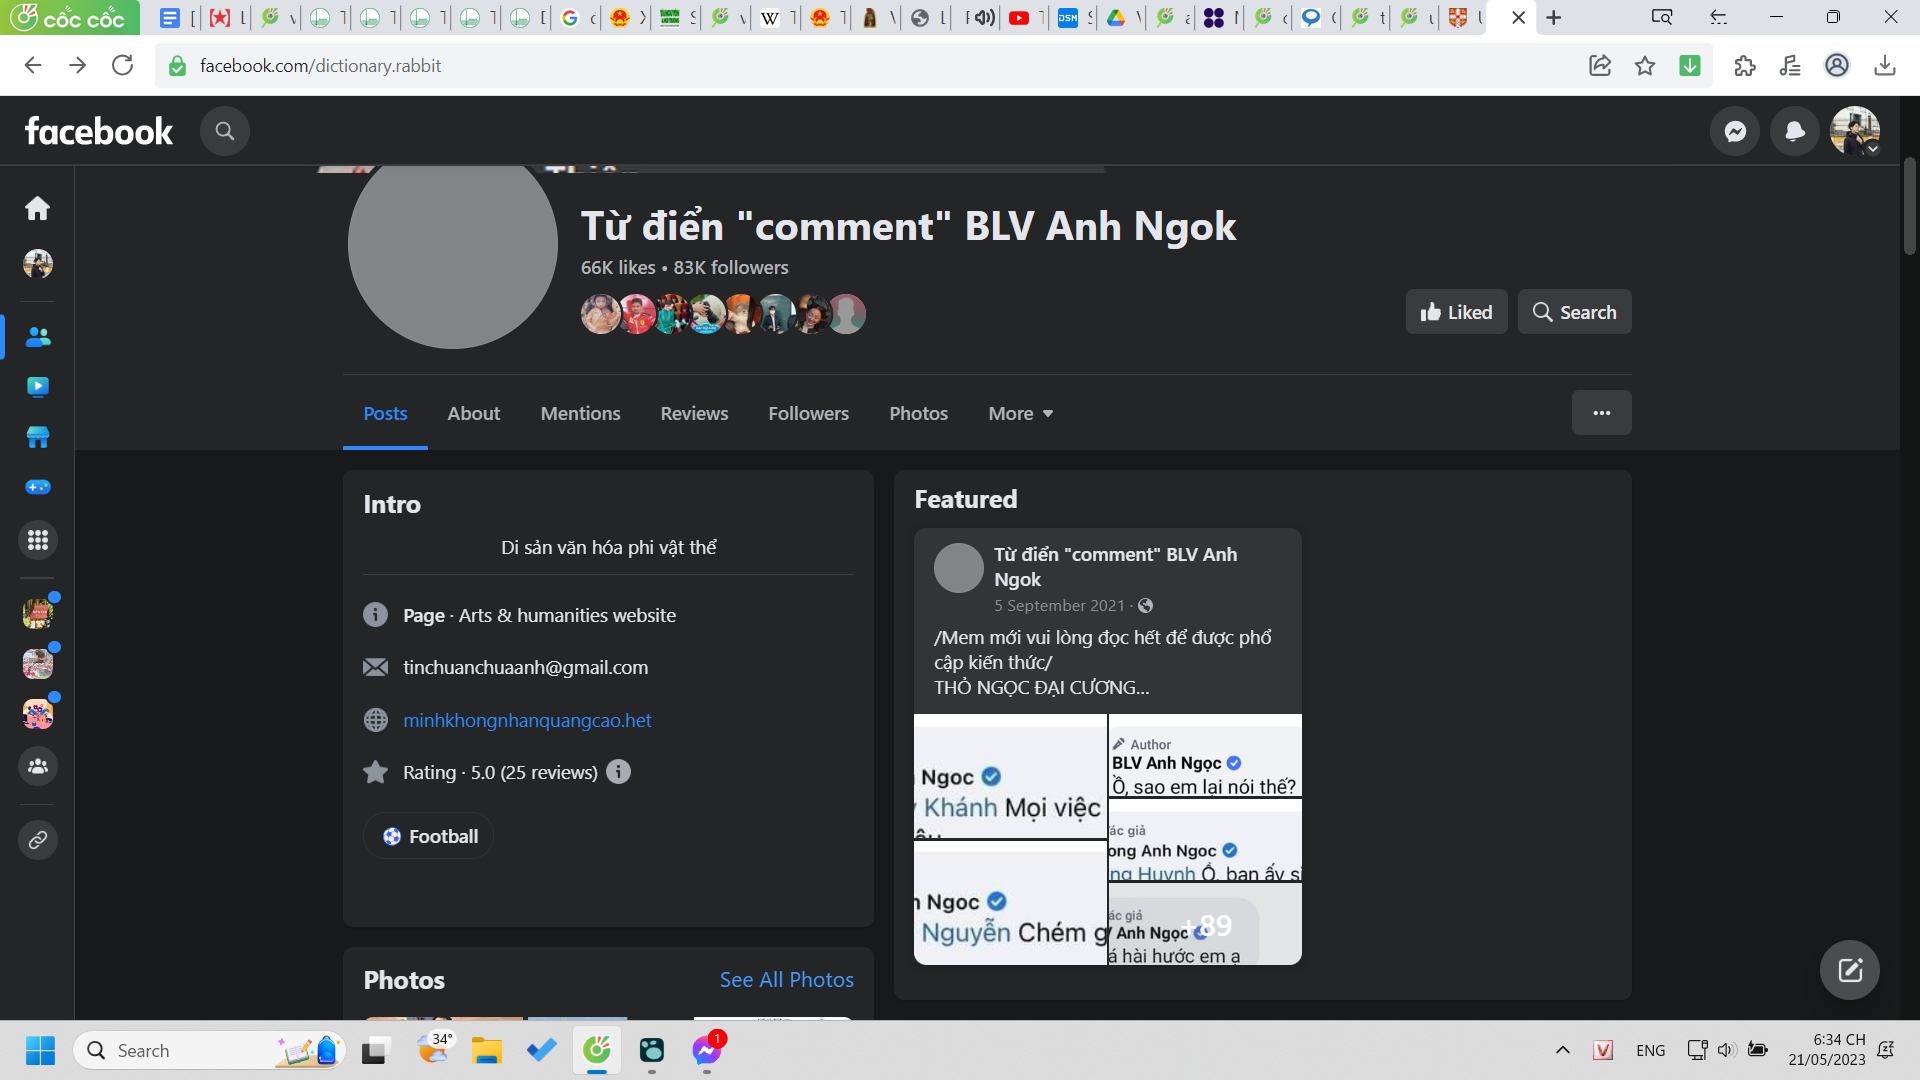 cốc cốc
facebook.com/dictionary.rabbit
facebook
Từ điển "comment" BLV Anh Ngok
66K likes • 83K followers
Liked
Search
Posts
About
Mentions
Reviews
Followers
Photos
More
Intro
Di sản văn hóa phi vật thể
Page · Arts & humanities website
tinchuanchuaanh@gmail.com
minhkhongnhanquangcao.het
Rating · 5.0 (25 reviews)
Football
Photos
See All Photos
Featured
Từ điển "comment" BLV Anh
Ngok
5 September 2021 ·
/Mem mới vui lòng đọc hết để được phổ
cập kiến thức/
THỎ NGỌC ĐẠI CƯƠNG...
Ngoc
Khánh Mọi việc
Author
BLV Anh Ngọc
Ồ, sao em lại nói thế?
ác giả
ong Anh Ngoc
ng Huynh Ồ, bạn ấy
Ngoc
Nguyễn Chém g
ác giả
Anh Ngọc
+89
á hài hước em ạ
Search
34°
1
ENG
6:34 CH
21/05/2023